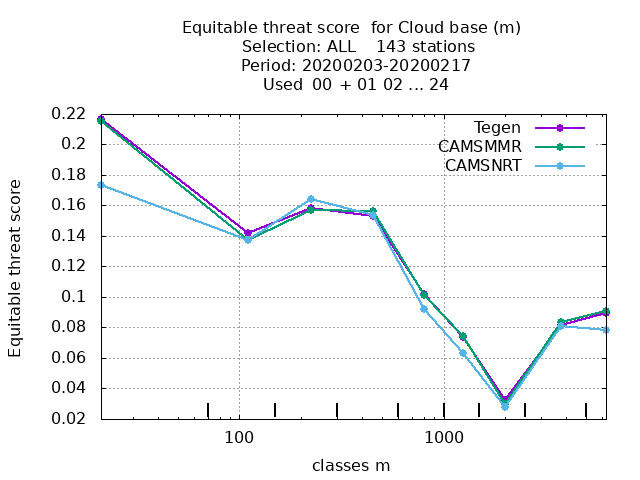 Equitable threat score  for Cloud base (m)
Selection: ALL    143 stations
Period: 20200203-20200217
Used  00 + 01 02 ... 24
Tegen
CAMSMMR
CAMSNRT
Equitable threat score
0.22
0.2
0.18
0.16
0.14
0.12
0.1
0.08
0.06
0.04
0.02
100 1000
classes m